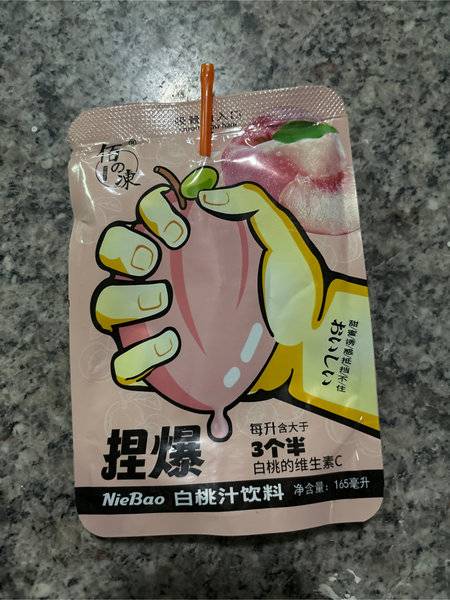 佰の凍®
甜蜜诱惑抵挡不住
おいしい
每升含大于
3个半
白桃的维生素C
捏爆
NieBao 白桃汁饮料 净含量：165毫升